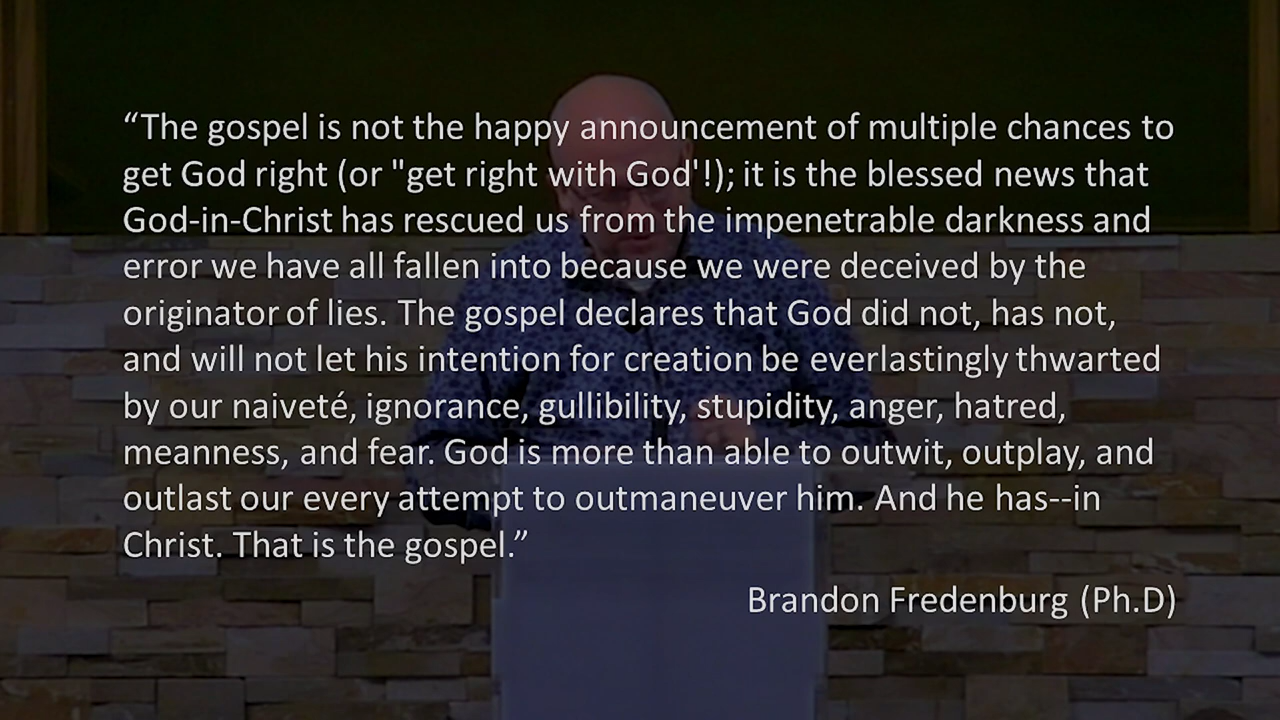 “The gospel is not the happy announcement of multiple chances to
get God right (or "get right with God'!); it is the blessed news that
God-in-Christ has rescued us from the impenetrable darkness and
error we have all fallen into because we were deceived by the
originator of lies. The gospel declares that God did not, has not,
and will not let his intention for creation be everlastingly thwarted
by our naiveté, ignorance, gullibility, stupidity, anger, hatred,
meanness, and fear. God is more than able to outwit, outplay, and
outlast our every attempt to outmaneuver him. And he has--in
Christ. That is the gospel.”
Brandon Fredenburg (Ph.D)